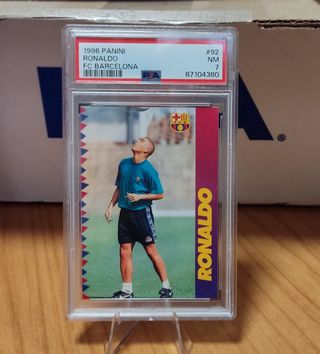 1996 PANINI #92
RONALDO NM
FC BARCELONA 7
PSA 87104380
RONALDO